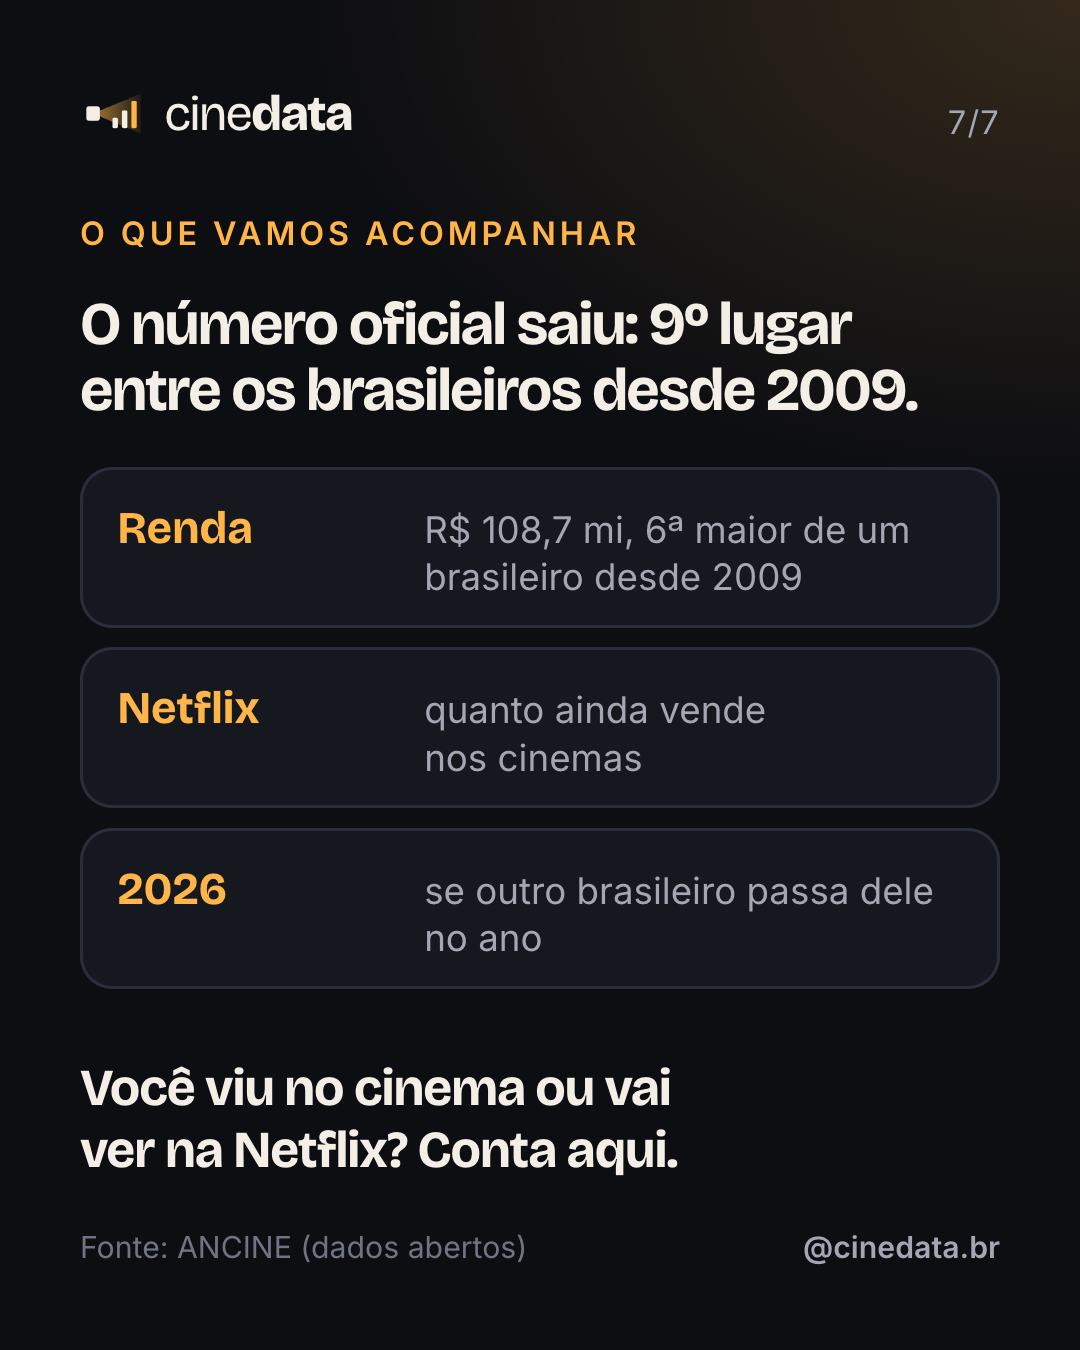 cinedata
7/7
O QUE VAMOS ACOMPANHAR
O número oficial saiu: 9º lugar
entre os brasileiros desde 2009.
Renda
R$ 108,7 mi, 6ª maior de um
brasileiro desde 2009
Netflix
quanto ainda vende
nos cinemas
2026
se outro brasileiro passa dele
no ano
Você viu no cinema ou vai
ver na Netflix? Conta aqui.
Fonte: ANCINE (dados abertos)
@cinedata.br